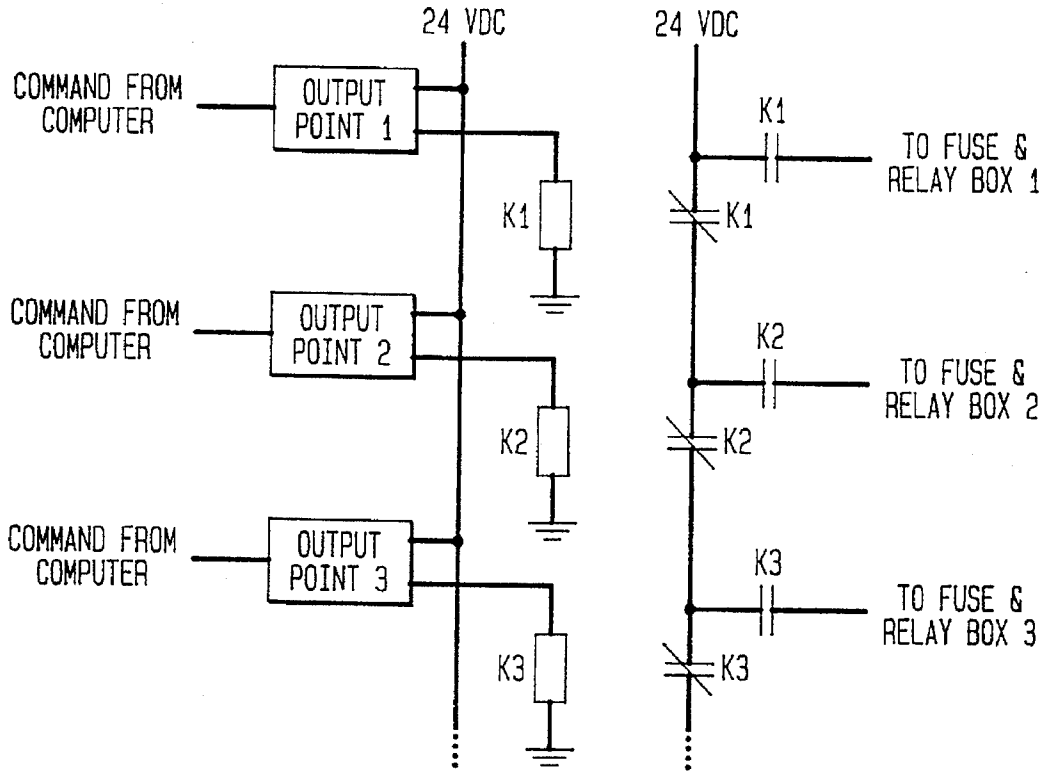 24 VDC
24 VDC
COMMAND FROM
COMPUTER
OUTPUT
POINT 1
K1
K1
TO FUSE &
RELAY BOX 1
K1
COMMAND FROM
COMPUTER
OUTPUT
POINT 2
K2
K2
TO FUSE &
RELAY BOX 2
K2
COMMAND FROM
COMPUTER
OUTPUT
POINT 3
K3
K3
TO FUSE &
RELAY BOX 3
K3